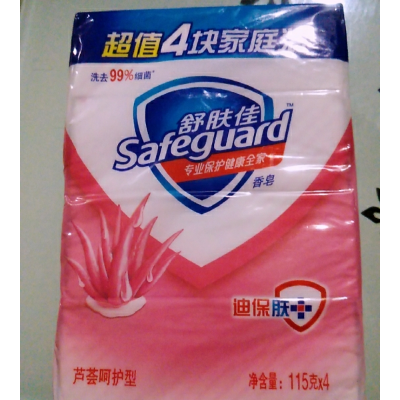 超值4块家庭装
洗去99%细菌*
舒肤佳
Safeguard™
专业保护健康全家
香皂
迪保肤
芦荟呵护型
净含量：115克x4